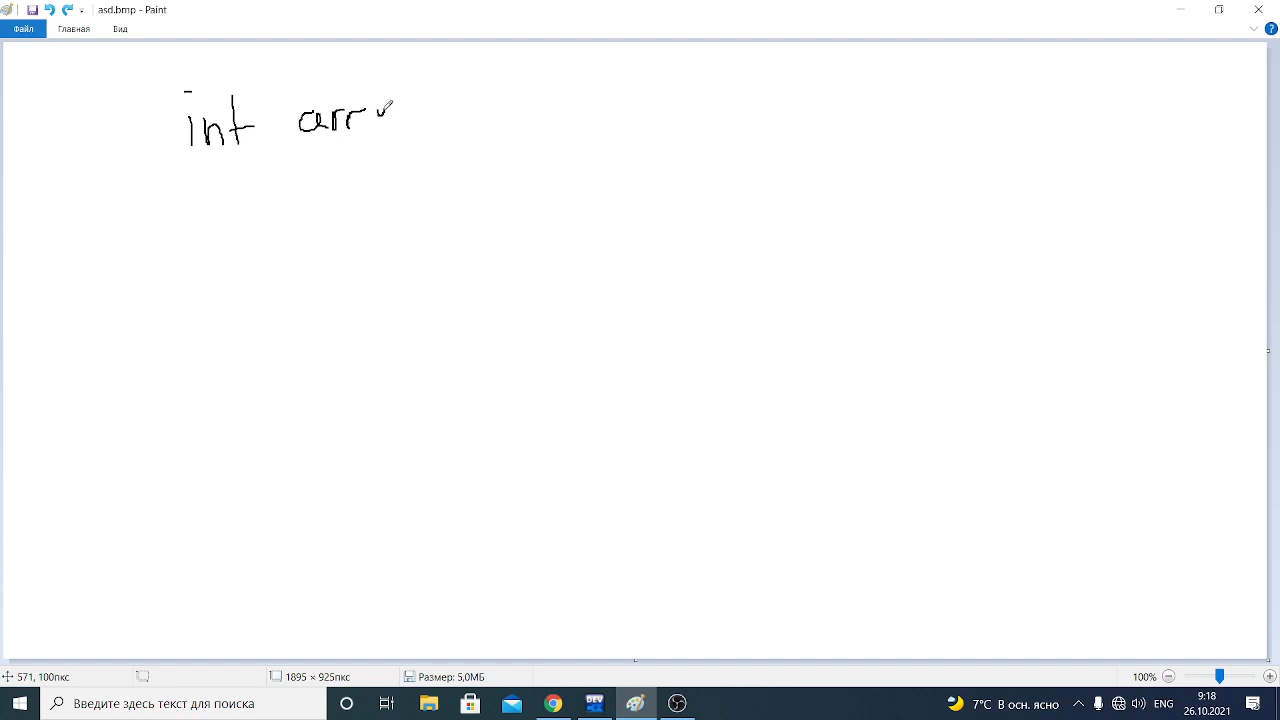 asd.bmp - Paint
Файл Главная Вид
int arr
571, 100пкс 1895 × 925пкс Размер: 5,0МБ 100%
Введите здесь текст для поиска DEV 7°C В осн. ясно ENG 9:18
26.10.2021